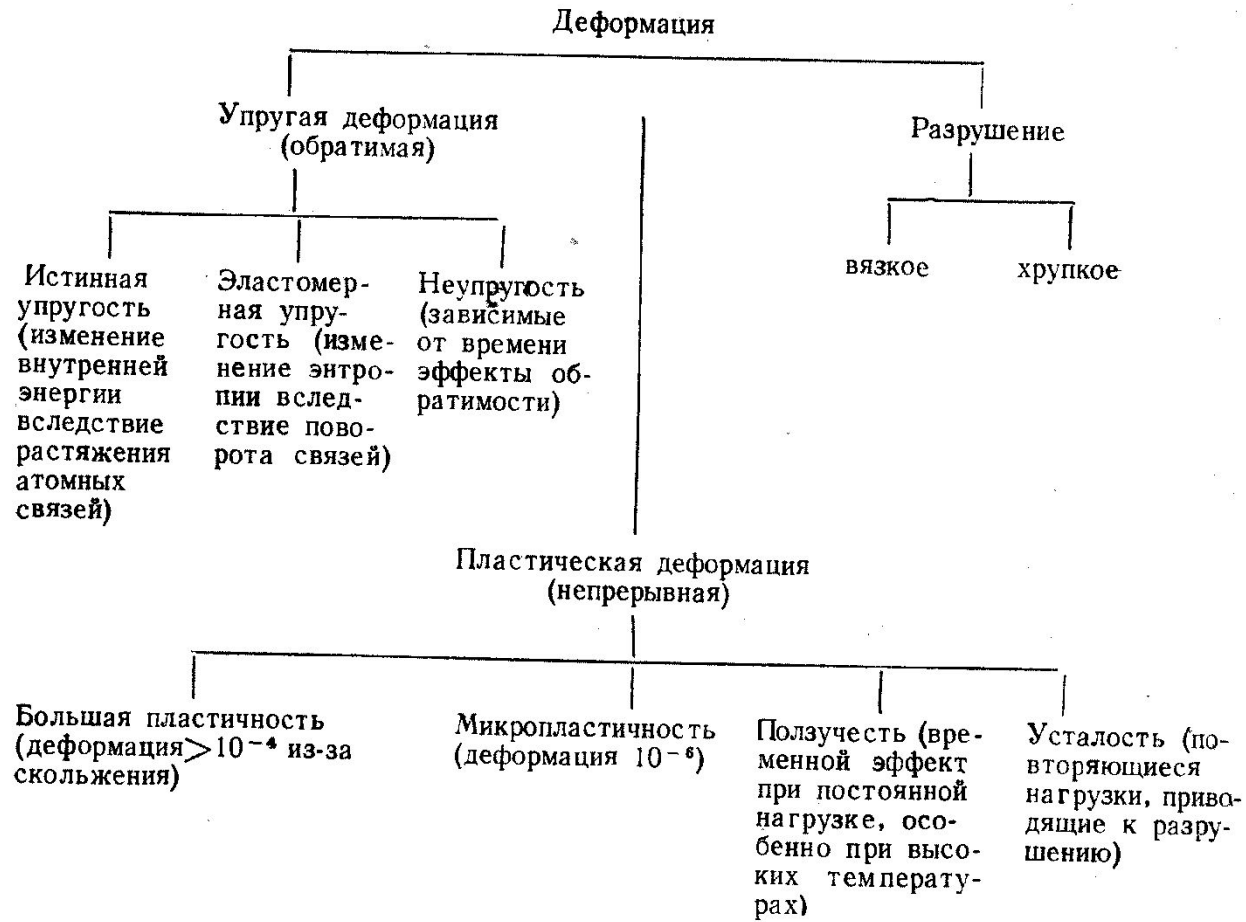 Деформация
Упругая деформация
(обратимая)
Разрушение
вязкое
хрупкое
Истинная
упругость
(изменение
внутренней
энергии
вследствие
растяжения
атомных
связей)
Эластомер-
ная упру-
гость (изме-
нение энтро-
пии вслед-
ствие пово-
рота связей)
Неупругость
(зависимые
от времени
эффекты об-
ратимости)
Пластическая деформация
(непрерывная)
Большая пластичность
(деформация>10⁻⁴ из-за
скольжения)
Микропластичность
(деформация 10⁻⁶)
Ползучесть (вре-
менной эффект
при постоянной
нагрузке, осо-
бенно при высо-
ких температу-
рах)
Усталость (по-
вторяющиеся
нагрузки, приво-
дящие к разру-
шению)